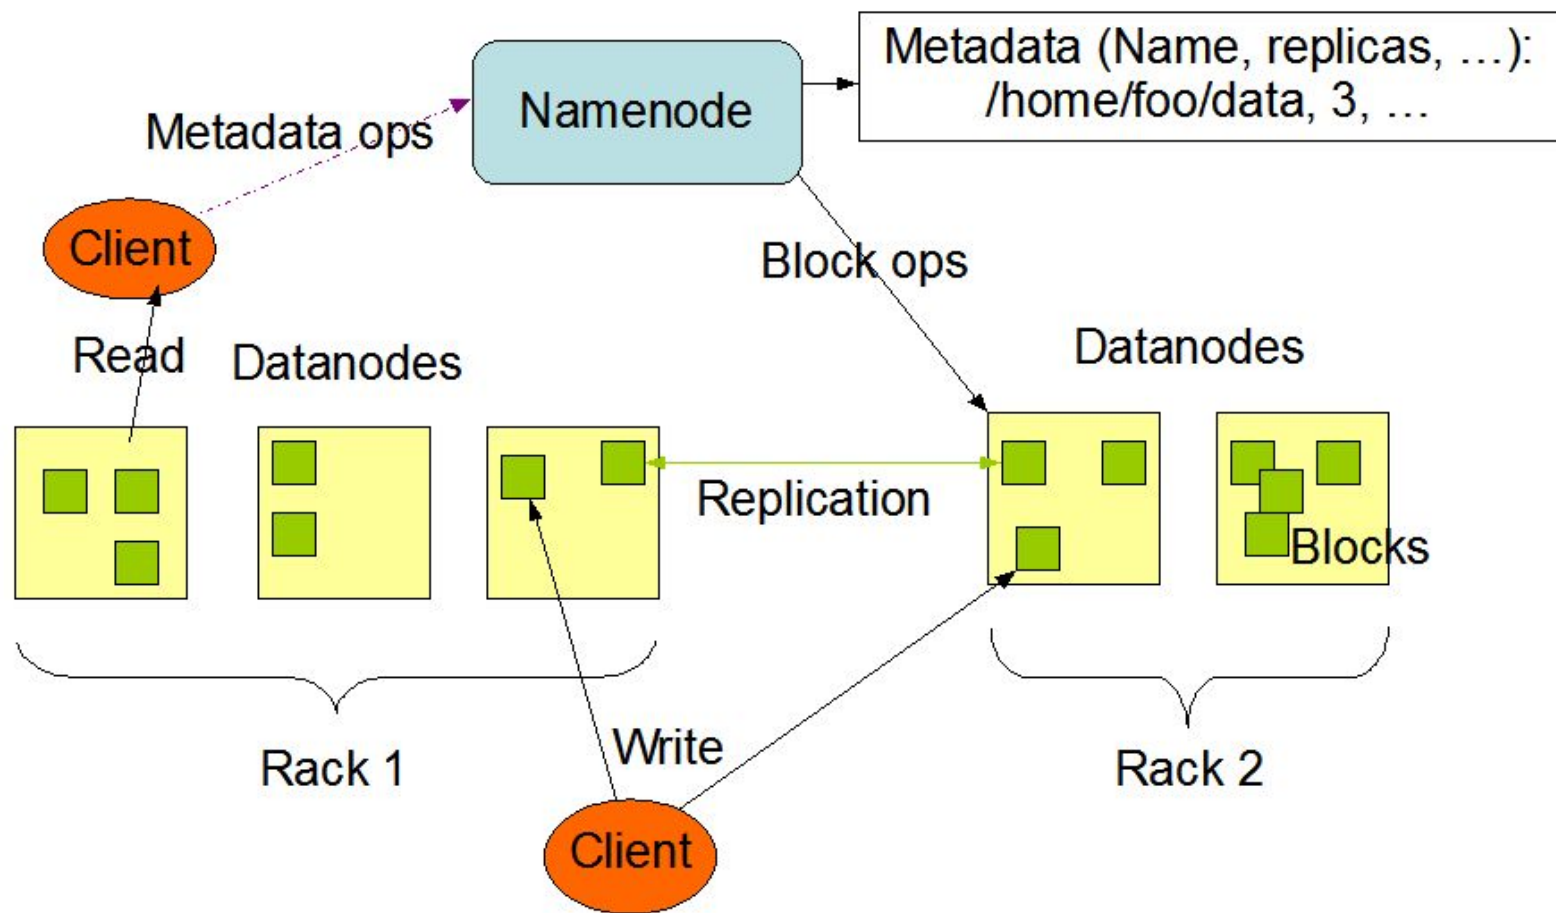 Metadata (Name, replicas, …):
/home/foo/data, 3, …
Namenode
Metadata ops
Client
Block ops
Read
Datanodes
Datanodes
Replication
Blocks
Rack 1
Write
Rack 2
Client